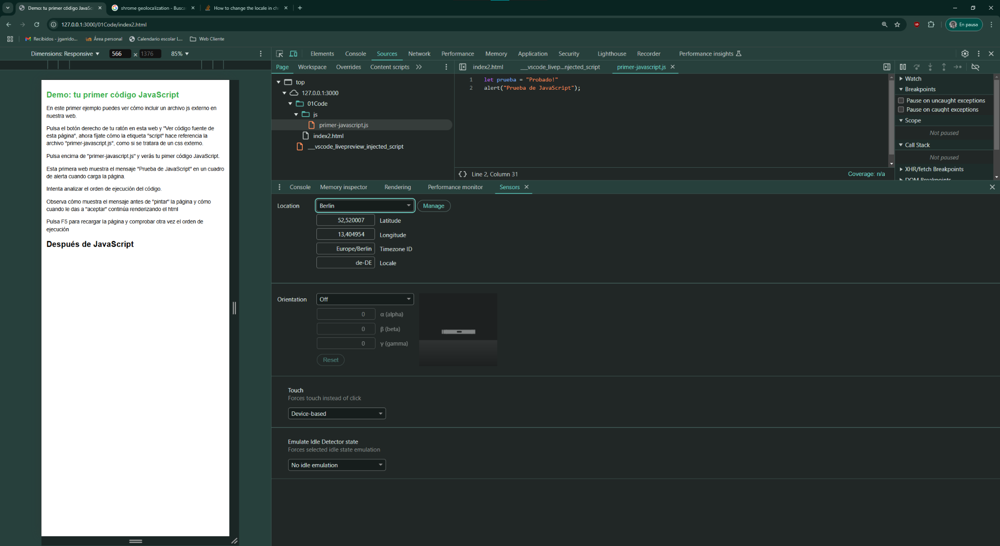 Demo: tu primer código JavaSc
shrome geolocalization - Busca
How to change the locale in ch
127.0.0.1:3000/01Code/index2.html
En pausa
Recibidos - jgarrido...
Área personal
Calendario escolar L...
Web Cliente
Dimensions: Responsive
566 × 1376
85%
Elements
Console
Sources
Network
Performance
Memory
Application
Security
Lighthouse
Recorder
Performance insights
Page
Workspace
Overrides
Content scripts
index2.html
__vscode_livep...njected_script
primer-javascript.js
top
127.0.0.1:3000
01Code
js
primer-javascript.js
index2.html
__vscode_livepreview_injected_script
1 let prueba = "Probado!"
2 alert("Prueba de JavaScript");
{ } Line 2, Column 31
Coverage: n/a
Watch
Breakpoints
Pause on uncaught exceptions
Pause on caught exceptions
Scope
Not paused
Call Stack
Not paused
XHR/fetch Breakpoints
DOM Breakpoints
Demo: tu primer código JavaScript
En este primer ejemplo puedes ver cómo incluir un archivo js externo en
nuestra web.
Pulsa el botón derecho de tu ratón en esta web y "Ver código fuente de
esta página", ahora fíjate cómo la etiqueta "script" hace referencia la
archivo "primer-javascript.js", como si se tratara de un css externo.
Pulsa encima de "primer-javascript.js" y verás tu pimer código JavaScript.
Esta primera web muestra el mensaje "Prueba de JavaScript" en un cuadro
de alerta cuando carga la página.
Intenta analizar el orden de ejecución del código.
Observa cómo muestra el mensaje antes de "pintar" la página y cómo
cuando le das a "aceptar" continúa renderizando el html
Pulsa F5 para recargar la página y comprobar otra vez el orden de
ejecución
Después de JavaScript
Console
Memory inspector
Rendering
Performance monitor
Sensors
Location
Berlin
Manage
52,520007 Latitude
13,404954 Longitude
Europe/Berlin Timezone ID
de-DE Locale
Orientation
Off
0 α (alpha)
0 β (beta)
0 γ (gamma)
Reset
Touch
Forces touch instead of click
Device-based
Emulate Idle Detector state
Forces selected idle state emulation
No idle emulation